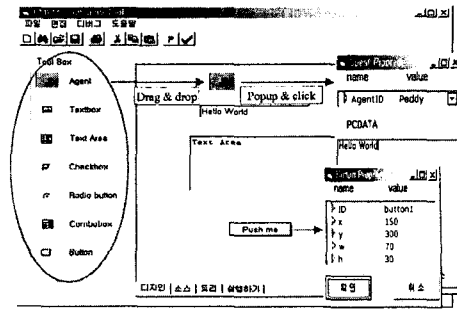 파일 편집 디버그 도움말
Tool Box
Agent
Textbox
Text Area
Checkbox
Radio button
Combobox
Button
Drag & drop
Popup & click
Hello World
Text Area
Push me
name value
AgentID Peddy
PCDATA
Hello World
name value
ID button1
x 150
y 300
w 70
h 30
확인 취소
디자인 소스 트리 실행하기